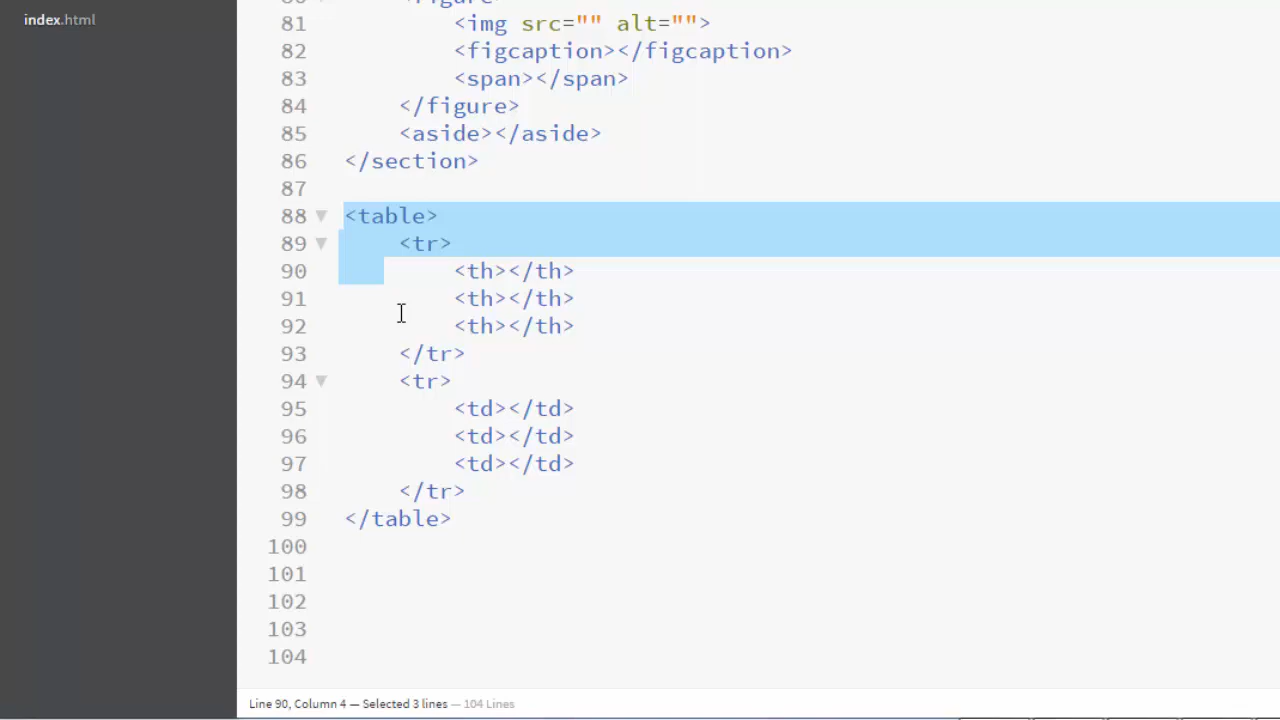 index.html
80 <figure>
81 <img src="" alt="">
82 <figcaption></figcaption>
83 <span></span>
84 </figure>
85 <aside></aside>
86 </section>
87
88 <table>
89 <tr>
90 <th></th>
91 <th></th>
92 <th></th>
93 </tr>
94 <tr>
95 <td></td>
96 <td></td>
97 <td></td>
98 </tr>
99 </table>
100
101
102
103
104
Line 90, Column 4 — Selected 3 lines — 104 Lines